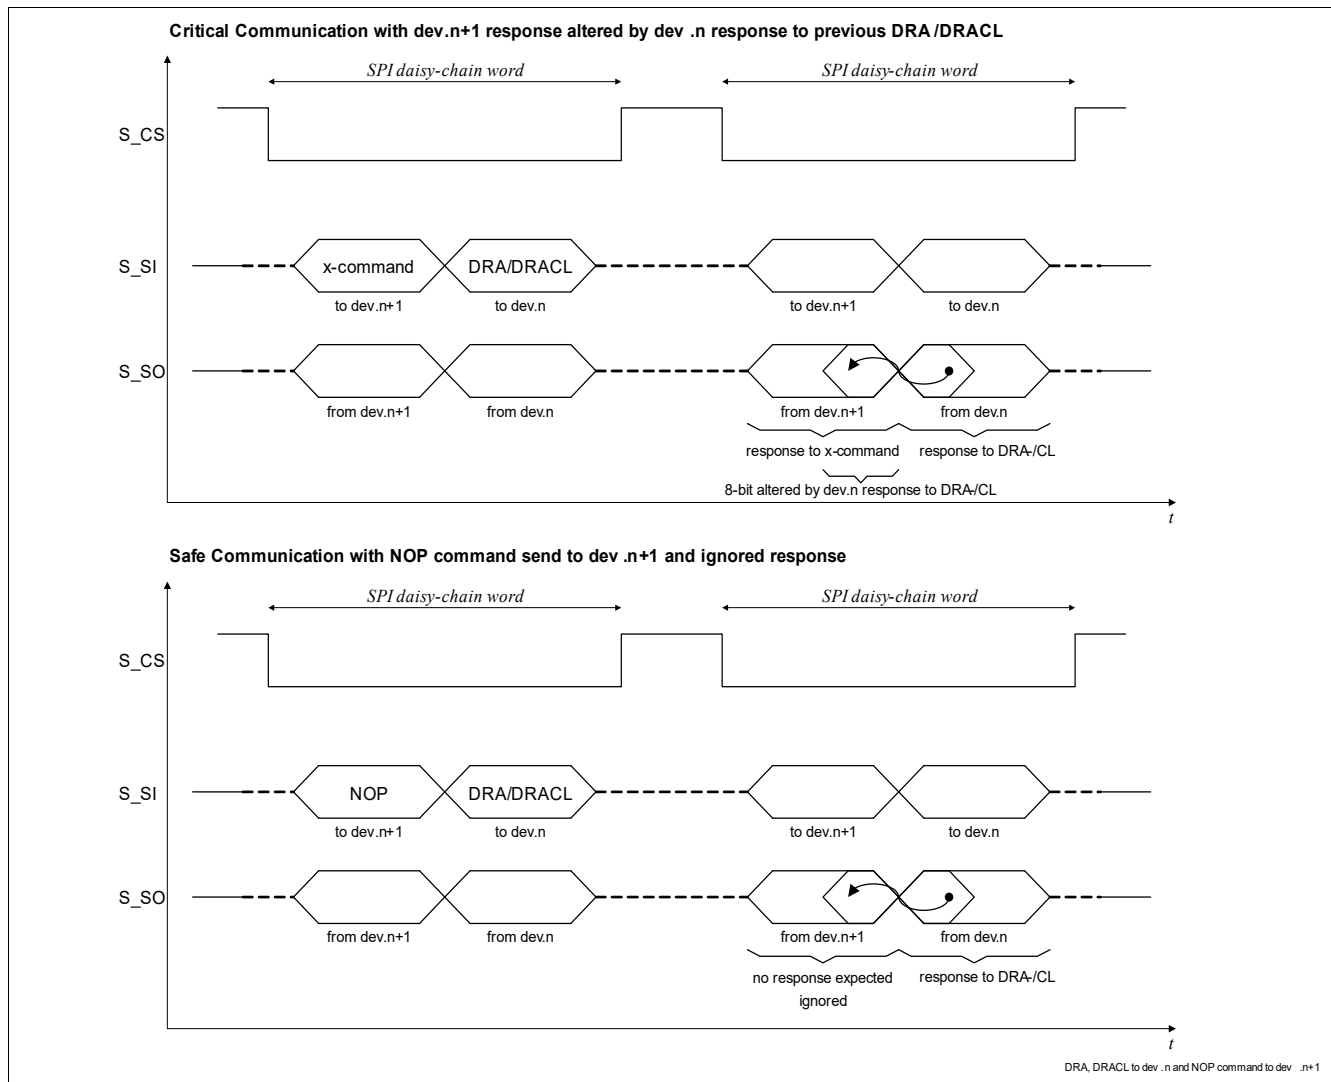 Critical Communication with dev.n+1 response altered by dev .n response to previous DRA/DRACL
SPI daisy-chain word SPI daisy-chain word
S_CS
S_SI x-command DRA/DRACL
to dev.n+1 to dev.n to dev.n+1 to dev.n
S_SO
from dev.n+1 from dev.n from dev.n+1 from dev.n
response to x-command response to DRA-/CL
8-bit altered by dev.n response to DRA-/CL
t
Safe Communication with NOP command send to dev .n+1 and ignored response
SPI daisy-chain word SPI daisy-chain word
S_CS
S_SI NOP DRA/DRACL
to dev.n+1 to dev.n to dev.n+1 to dev.n
S_SO
from dev.n+1 from dev.n from dev.n+1 from dev.n
no response expected response to DRA-/CL
ignored
t
DRA, DRACL to dev .n and NOP command to dev .n+1